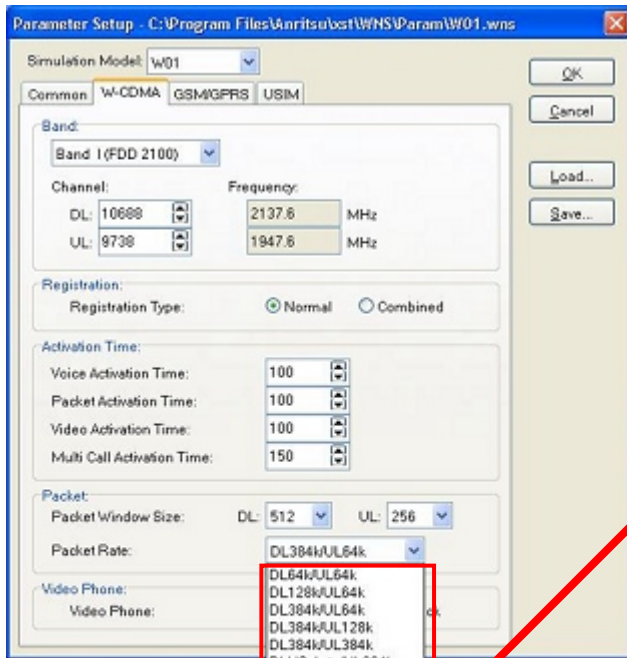 Parameter Setup - C:\Program Files\Anritsu\xst\WNS\Param\W01.wns
Simulation Model: W01
OK
Common W-CDMA GSM/GPRS USIM
Cancel
Band:
Band I (FDD 2100)
Load...
Channel: Frequency:
DL: 10688 2137.6 MHz
Save...
UL: 9738 1947.6 MHz
Registration:
Registration Type: Normal Combined
Activation Time:
Voice Activation Time: 100
Packet Activation Time: 100
Video Activation Time: 100
Multi Call Activation Time: 150
Packet:
Packet Window Size: DL: 512 UL: 256
Packet Rate: DL384k/UL64k
DL64k/UL64k
DL128k/UL64k
DL384k/UL64k
DL384k/UL128k
DL384k/UL384k
Video Phone:
Video Phone: